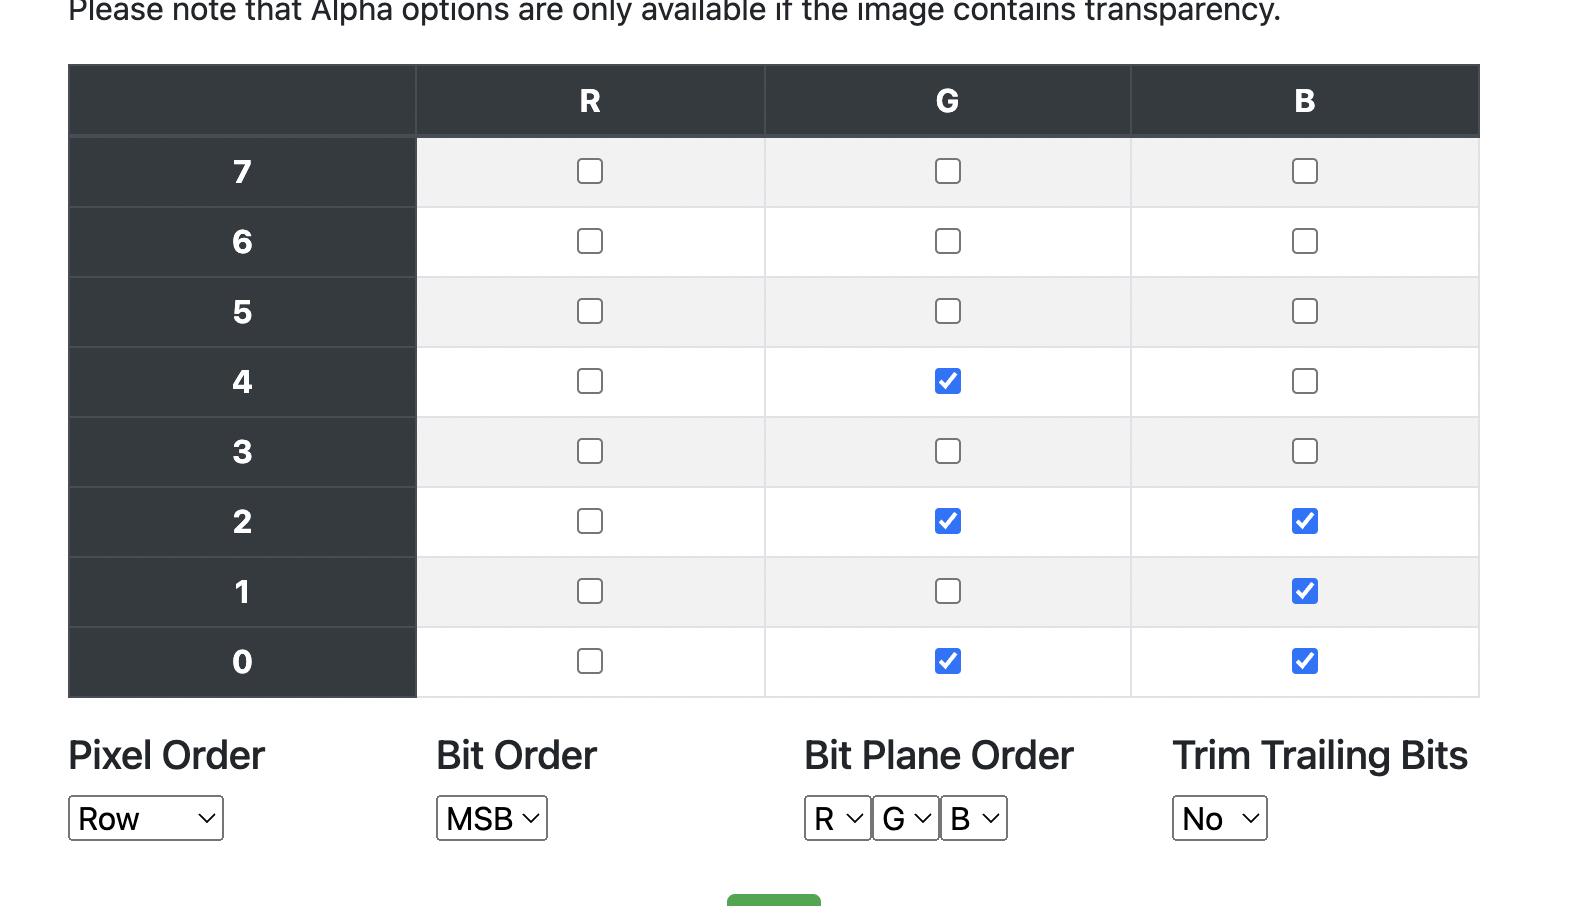 Please note that Alpha options are only available if the image contains transparency.
R G B
7
6
5
4
3
2
1
0
Pixel Order Bit Order Bit Plane Order Trim Trailing Bits
Row MSB R G B No